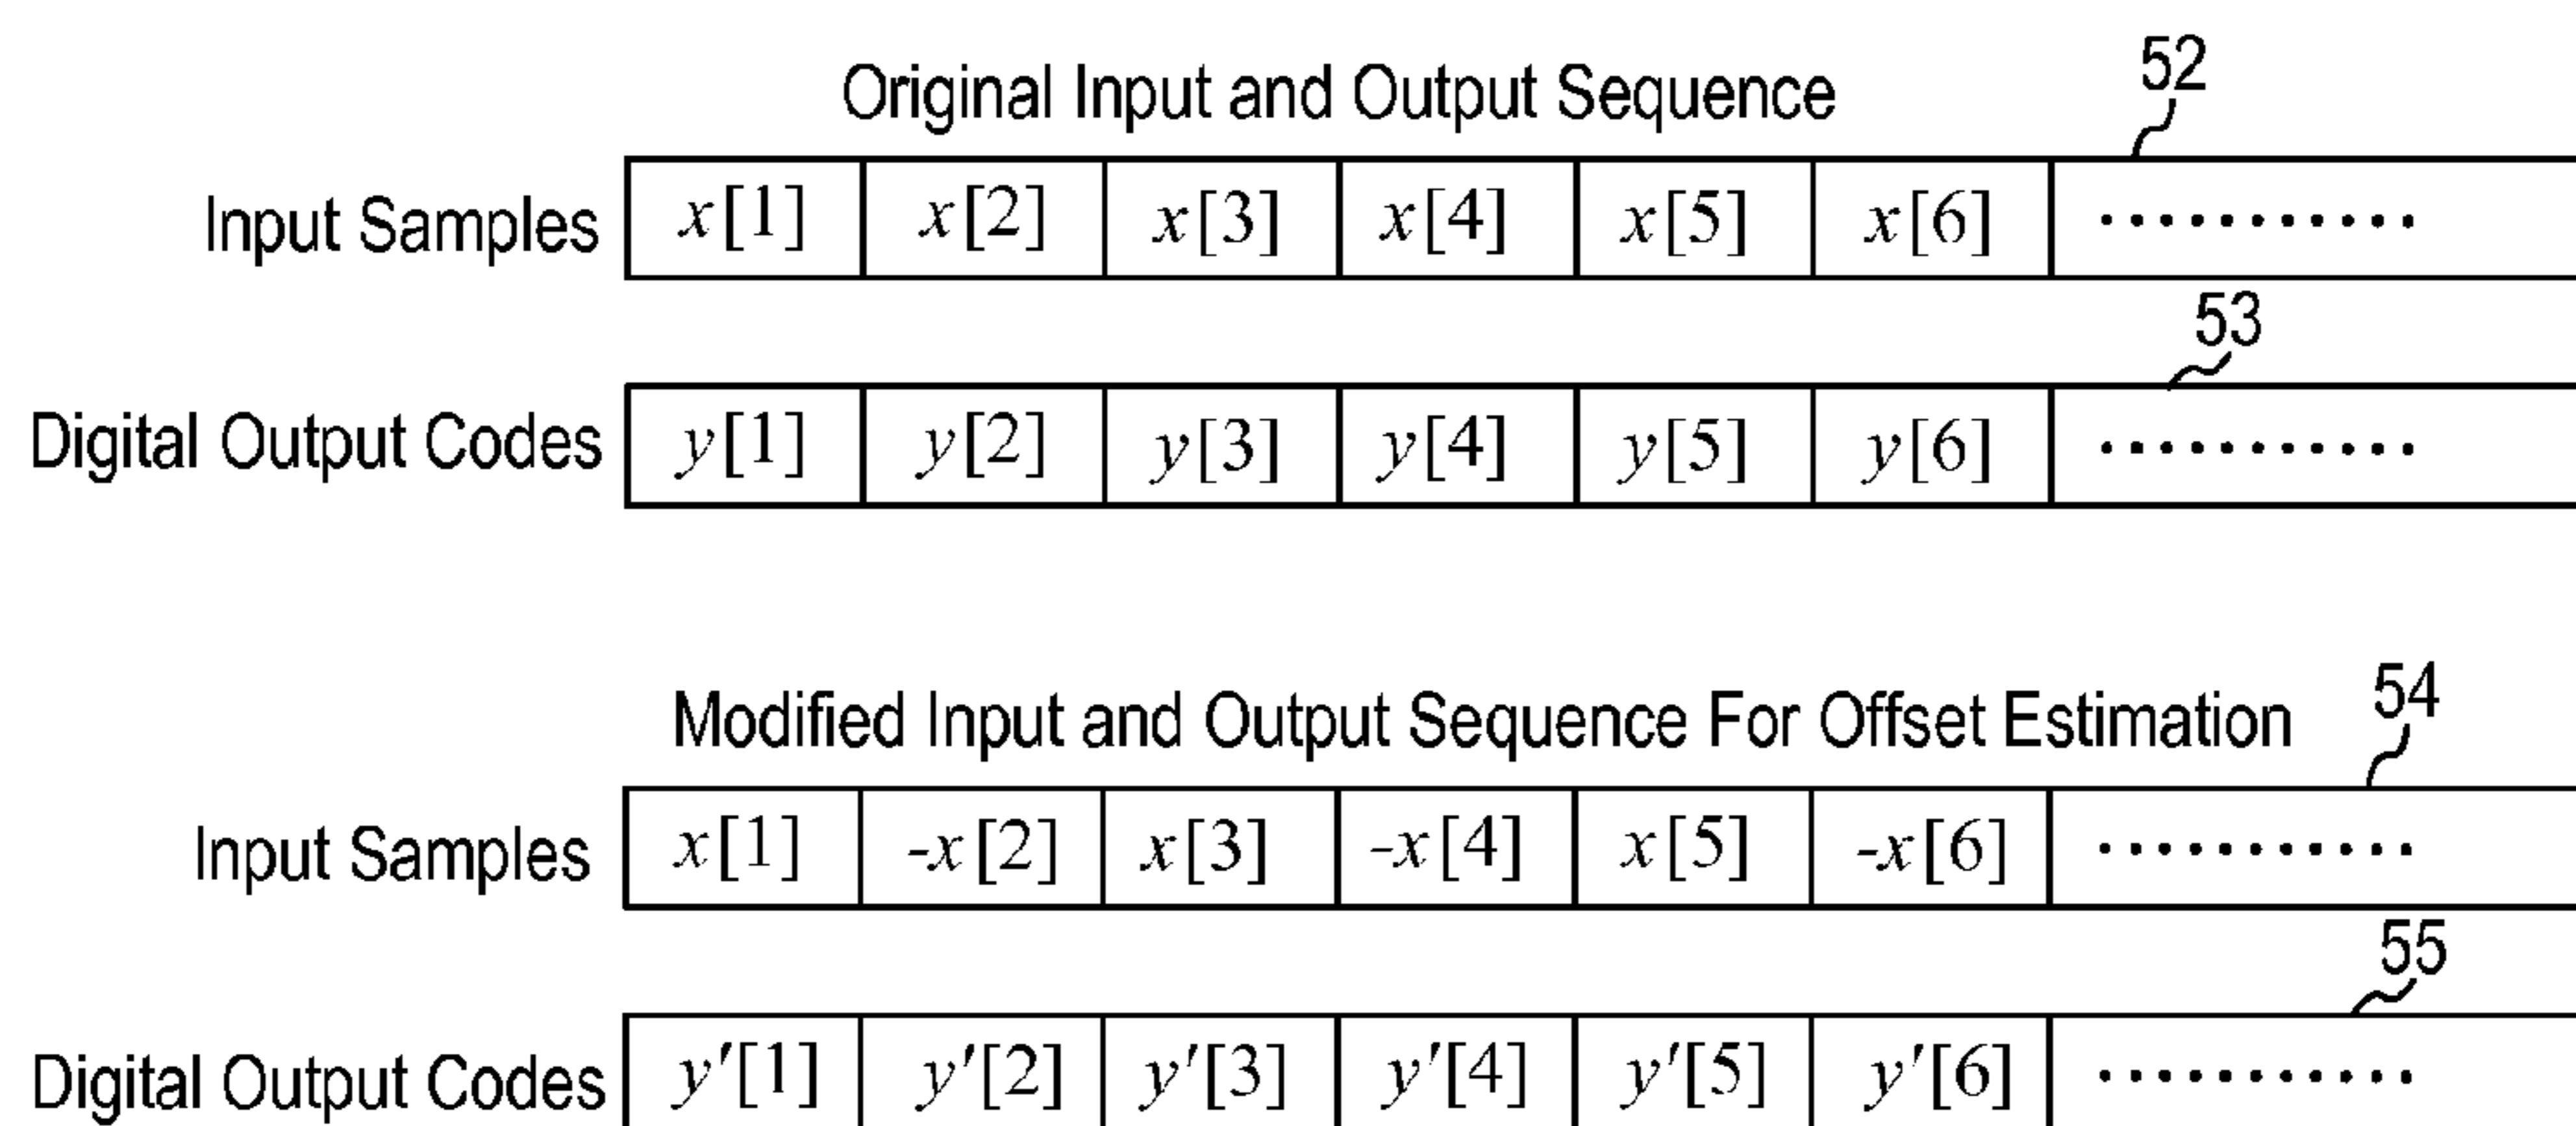 52
Original Input and Output Sequence
Input Samples x[1] x[2] x[3] x[4] x[5] x[6] ...........
53
Digital Output Codes y[1] y[2] y[3] y[4] y[5] y[6] ...........
54
Modified Input and Output Sequence For Offset Estimation
Input Samples x[1] -x[2] x[3] -x[4] x[5] -x[6] ...........
55
Digital Output Codes y'[1] y'[2] y'[3] y'[4] y'[5] y'[6] ...........